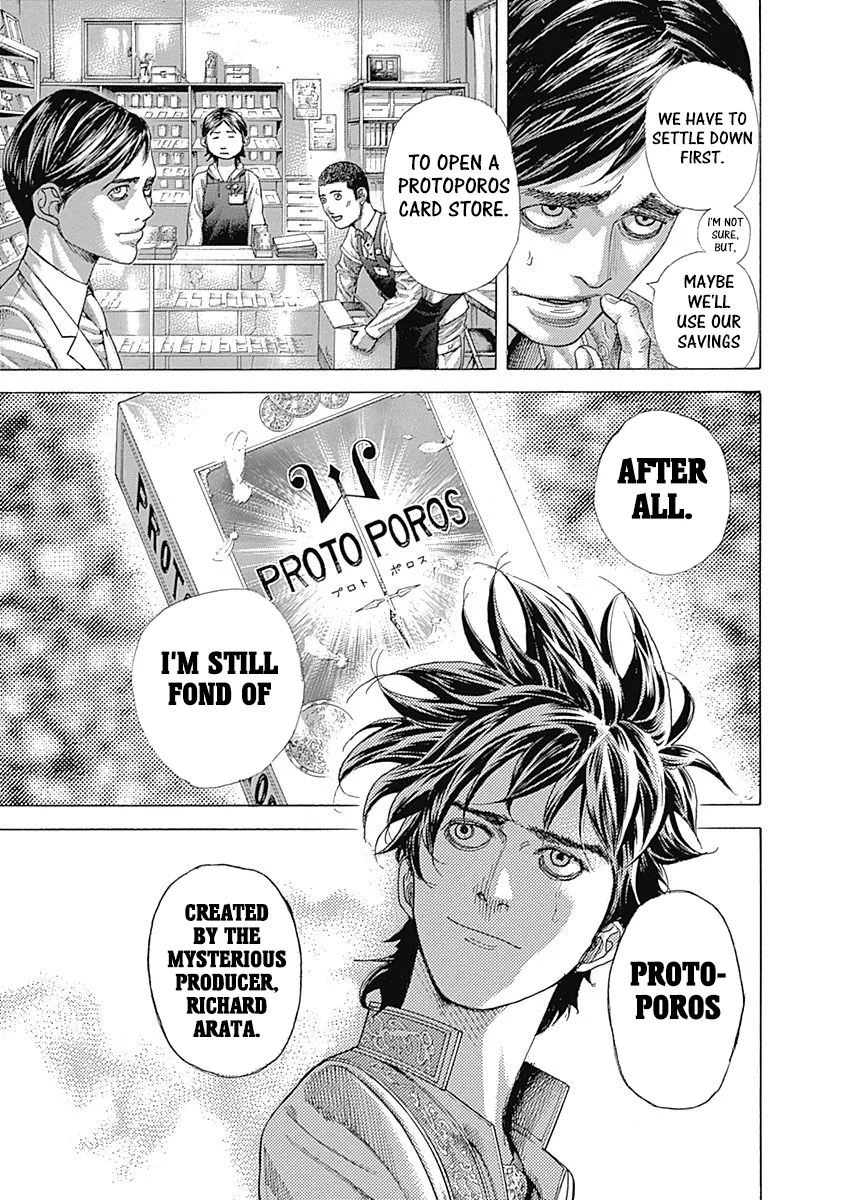 WE HAVE TO
SETTLE DOWN
FIRST.
I'M NOT
SURE,
BUT,
MAYBE
WE'LL
USE OUR
SAVINGS
TO OPEN A
PROTOPOROS
CARD STORE.
AFTER
ALL.
PROTO POROS
プロト ポロス
PROTO
I'M STILL
FOND OF
PROTO-
POROS
CREATED
BY THE
MYSTERIOUS
PRODUCER,
RICHARD
ARATA.